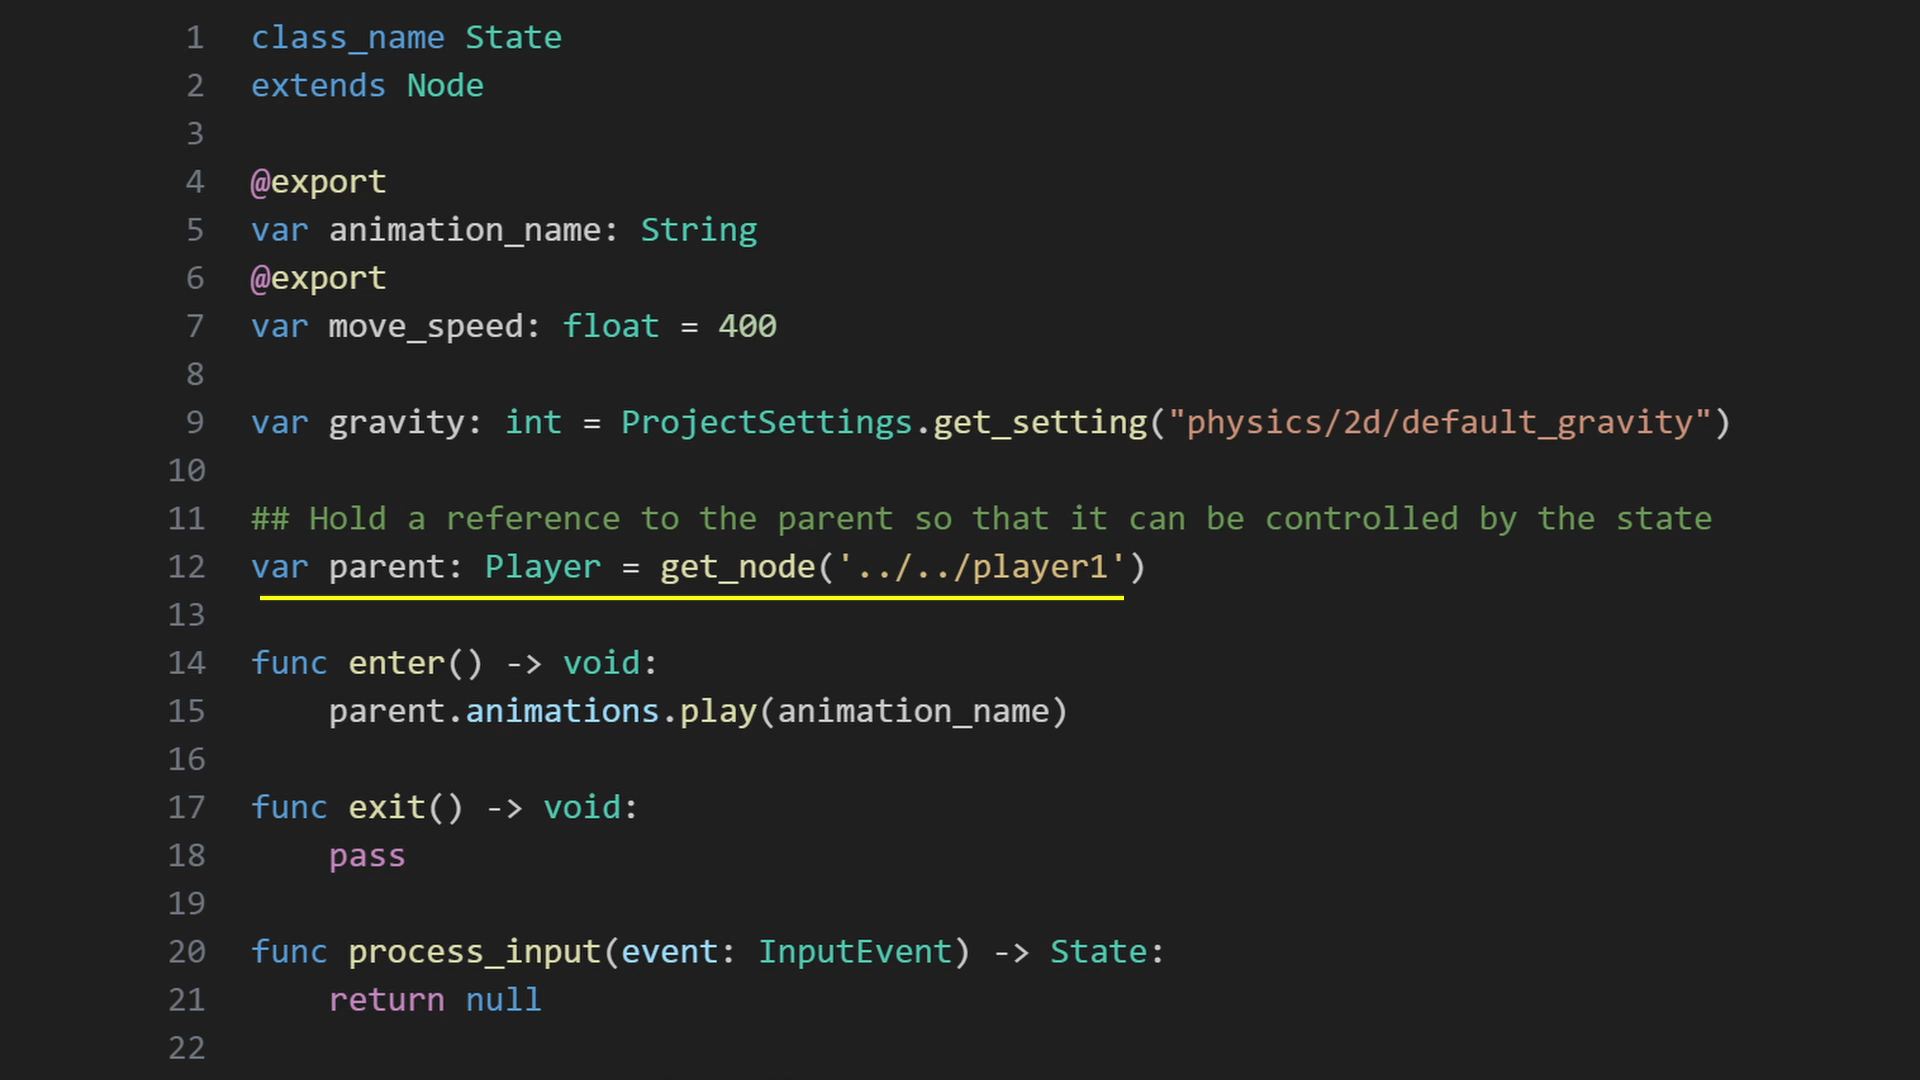 1 class_name State
2 extends Node
3
4 @export
5 var animation_name: String
6 @export
7 var move_speed: float = 400
8
9 var gravity: int = ProjectSettings.get_setting("physics/2d/default_gravity")
10
11 ## Hold a reference to the parent so that it can be controlled by the state
12 var parent: Player = get_node('../../player1')
13
14 func enter() -> void:
15     parent.animations.play(animation_name)
16
17 func exit() -> void:
18     pass
19
20 func process_input(event: InputEvent) -> State:
21     return null
22